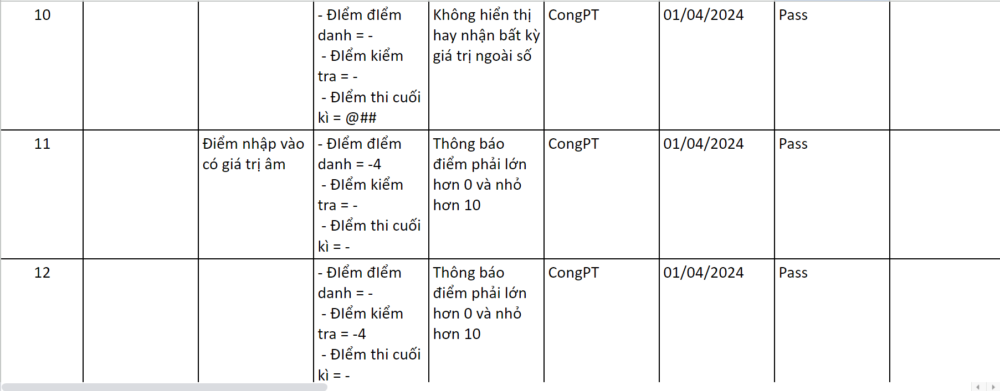 10
- ĐIểm đIểm
danh = -
- ĐIểm kiểm
tra = -
- ĐIểm thi cuối
kì = @##
Không hiển thị
hay nhận bất kỳ
giá trị ngoài số
CongPT
01/04/2024
Pass
11
Điểm nhập vào
có giá trị âm
- ĐIểm đIểm
danh = -4
- ĐIểm kiểm
tra = -
- ĐIểm thi cuối
kì = -
Thông báo
điểm phải lớn
hơn 0 và nhỏ
hơn 10
CongPT
01/04/2024
Pass
12
- ĐIểm đIểm
danh = -
- ĐIểm kiểm
tra = -4
- ĐIểm thi cuối
kì = -
Thông báo
điểm phải lớn
hơn 0 và nhỏ
hơn 10
CongPT
01/04/2024
Pass